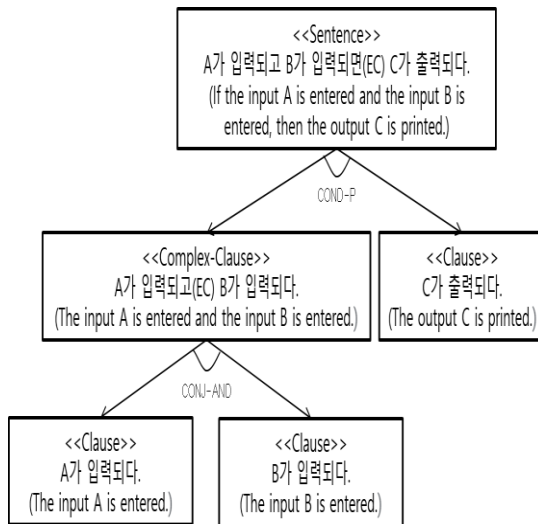 <<Sentence>>
A가 입력되고 B가 입력되면(EC) C가 출력되다.
(If the input A is entered and the input B is
entered, then the output C is printed.)
COND-P
<<Complex-Clause>>
A가 입력되고(EC) B가 입력되다.
(The input A is entered and the input B is entered.)
<<Clause>>
C가 출력되다.
(The output C is printed.)
CONJ-AND
<<Clause>>
A가 입력되다.
(The input A is entered.)
<<Clause>>
B가 입력되다.
(The input B is entered.)